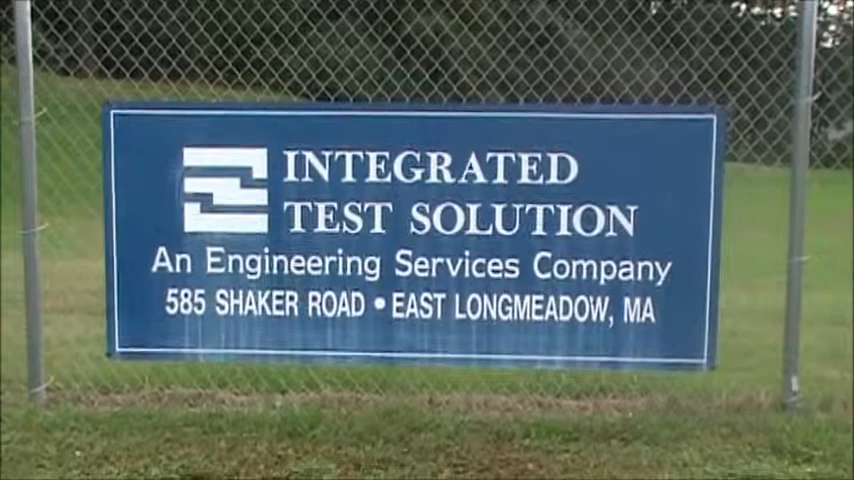 INTEGRATED
TEST SOLUTION
An Engineering Services Company
585 SHAKER ROAD • EAST LONGMEADOW, MA